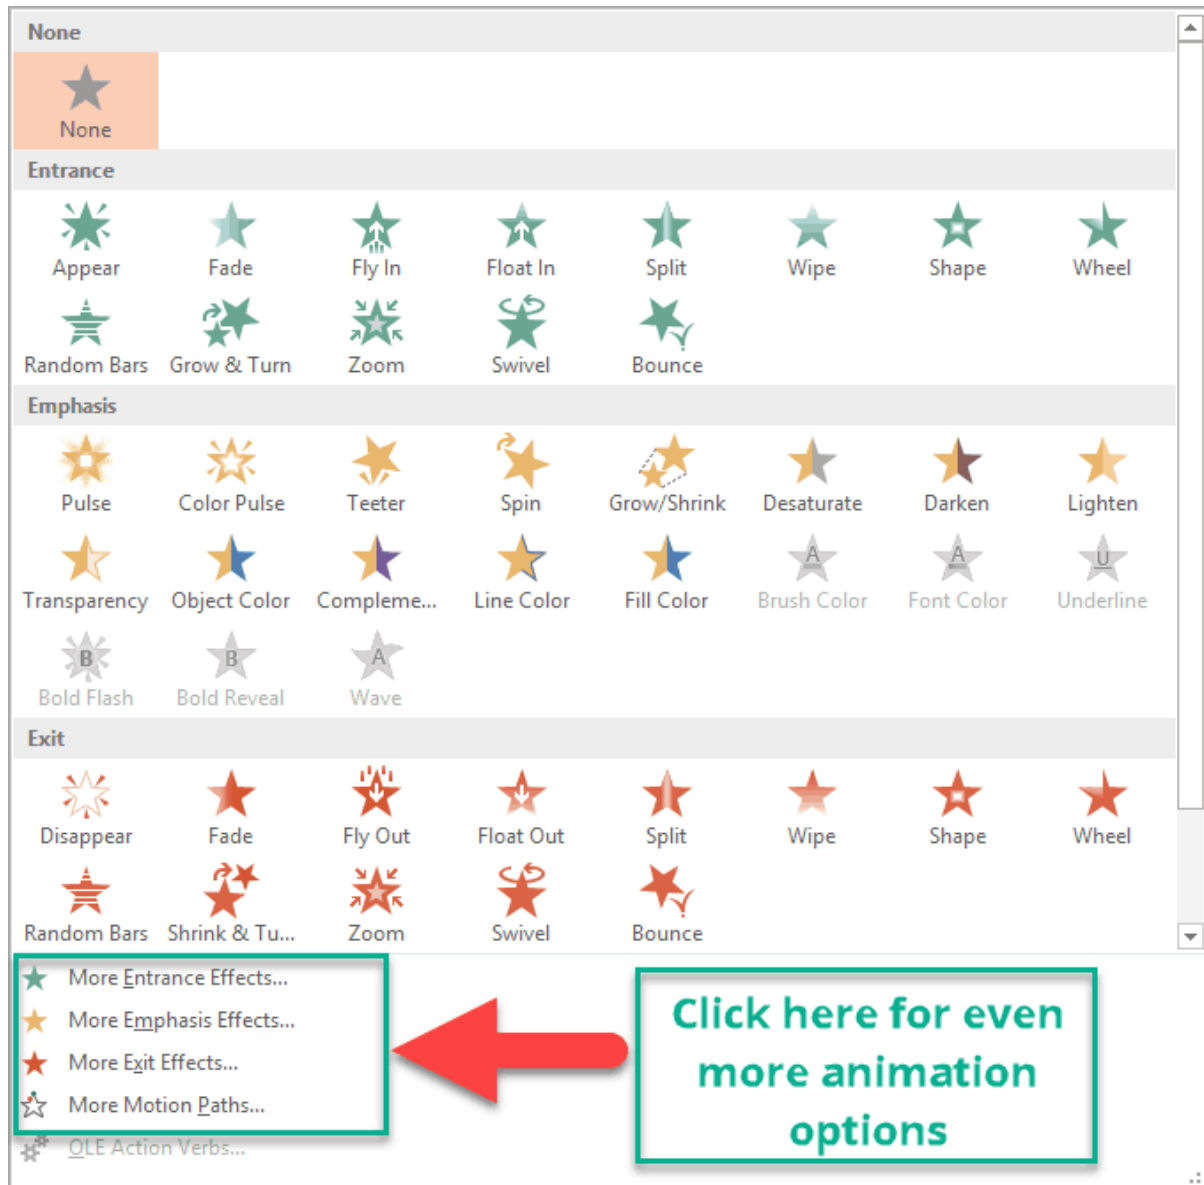 None
None
Entrance
Appear Fade Fly In Float In Split Wipe Shape Wheel
Random Bars Grow & Turn Zoom Swivel Bounce
Emphasis
Pulse Color Pulse Teeter Spin Grow/Shrink Desaturate Darken Lighten
Transparency Object Color Compleme... Line Color Fill Color Brush Color Font Color Underline
Bold Flash Bold Reveal Wave
Exit
Disappear Fade Fly Out Float Out Split Wipe Shape Wheel
Random Bars Shrink & Tu... Zoom Swivel Bounce
More Entrance Effects...
More Emphasis Effects...
More Exit Effects...
More Motion Paths...
OLE Action Verbs...
Click here for even
more animation
options